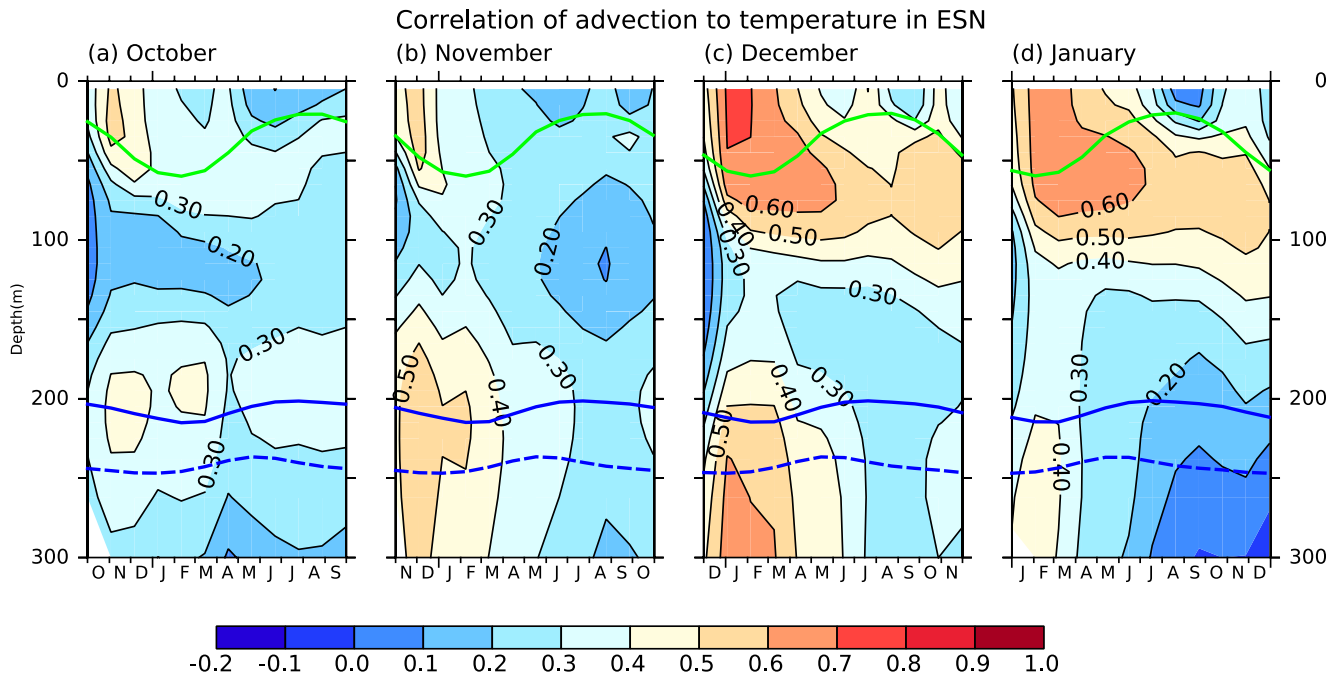 Correlation of advection to temperature in ESN
(a) October
(b) November
(c) December
(d) January
0
100
200
300
Depth(m)
0
100
200
300
0.30
0.20
0.30
0.30
O N D J F M A M J J A S
0.30
0.20
0.50
0.40
0.30
N D J F M A M J J A S O
0.60
0.40
0.50
0.30
0.30
0.40
0.30
0.50
D J F M A M J J A S O N
0.60
0.50
0.40
0.30
0.20
0.40
J F M A M J J A S O N D
-0.2 -0.1 0.0 0.1 0.2 0.3 0.4 0.5 0.6 0.7 0.8 0.9 1.0